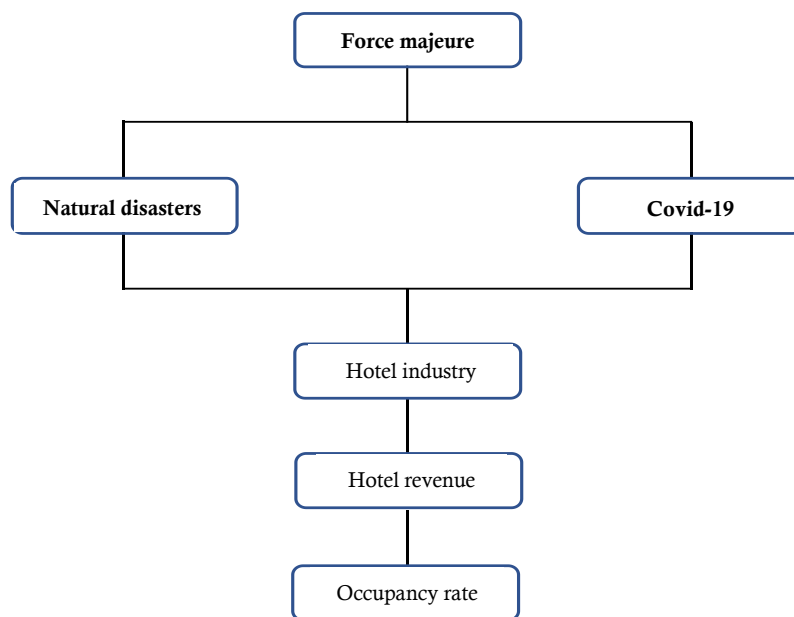 Force majeure
Natural disasters
Covid-19
Hotel industry
Hotel revenue
Occupancy rate